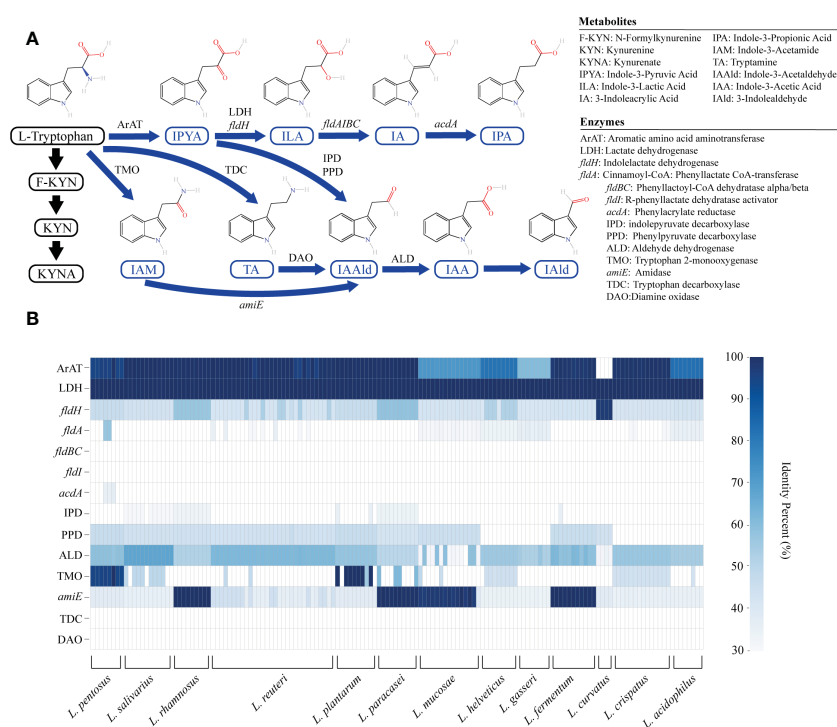 A
L-Tryptophan
ArAT
IPYA
LDH
fldH
ILA
fldAIBC
IA
acdA
IPA
F-KYN
KYN
KYNA
TMO
TDC
IPD
PPD
IAM
TA
DAO
IAAld
ALD
IAA
IAld
amiE
Metabolites
F-KYN: N-Formylkynurenine
KYN: Kynurenine
KYNA: Kynurenate
IPYA: Indole-3-Pyruvic Acid
ILA: Indole-3-Lactic Acid
IA: 3-Indoleacrylic Acid
IPA: Indole-3-Propionic Acid
IAM: Indole-3-Acetamide
TA: Tryptamine
IAAld: Indole-3-Acetaldehyde
IAA: Indole-3-Acetic Acid
IAld: 3-Indolealdehyde
Enzymes
ArAT: Aromatic amino acid aminotransferase
LDH: Lactate dehydrogenase
fldH: Indolelactate dehydrogenase
fldA: Cinnamoyl-CoA: Phenyllactate CoA-transferase
fldBC: Phenyllactoyl-CoA dehydratase alpha/beta
fldI: R-phenyllactate dehydratase activator
acdA: Phenylacrylate reductase
IPD: indolepyruvate decarboxylase
PPD: Phenylpyruvate decarboxylase
ALD: Aldehyde dehydrogenase
TMO: Tryptophan 2-monooxygenase
amiE: Amidase
TDC: Tryptophan decarboxylase
DAO:Diamine oxidase
B
ArAT
LDH
fldH
fldA
fldBC
fldI
acdA
IPD
PPD
ALD
TMO
amiE
TDC
DAO
L. pentosus
L. salivarius
L. rhamnosus
L. reuteri
L. plantarum
L. paracasei
L. mucosae
L. helveticus
L. gasseri
L. fermentum
L. curvatus
L. crispatus
L. acidophilus
100
90
80
70
60
50
40
30
Identity Percent (%)